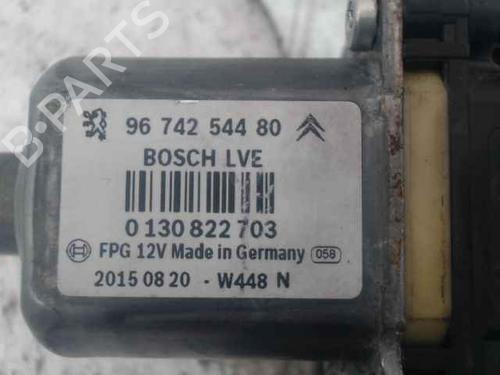 96 742 544 80
BOSCH LVE
0 130 822 703
FPG 12V Made in Germany 058
2015 08 20 - W448 N
B-PARTS